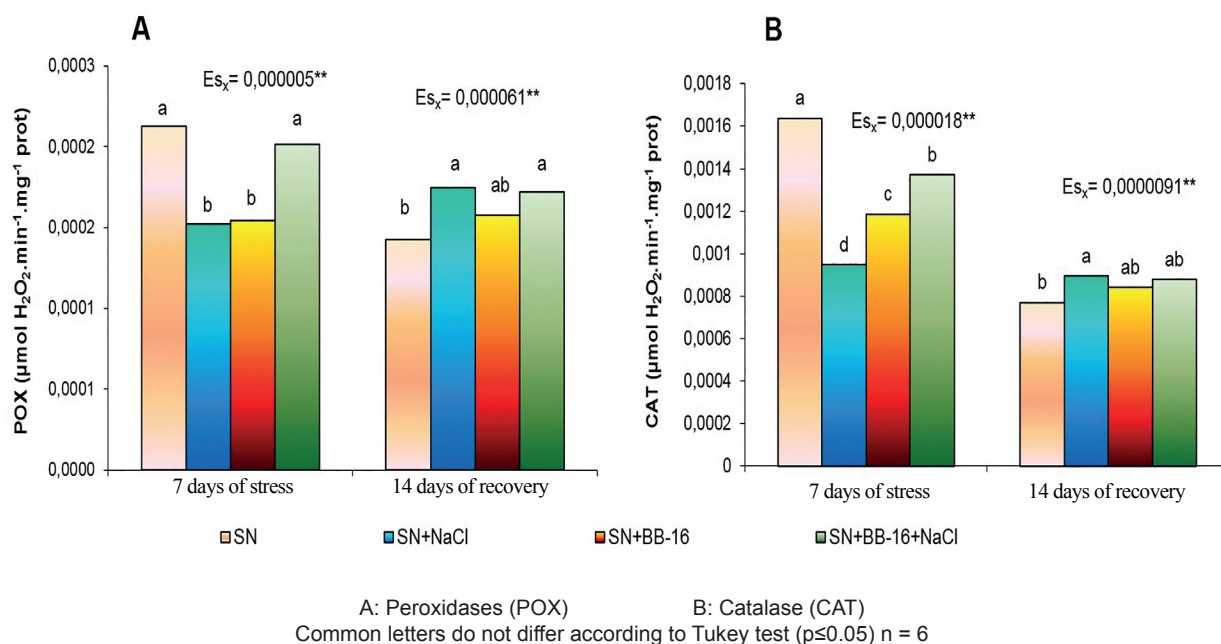 A
POX (µmol H₂O₂.min⁻¹.mg⁻¹ prot)
0,0003
0,0002
0,0002
0,0001
0,0001
0,0000
Esₓ= 0,000005**
Esₓ= 0,000061**
a
b
b
a
b
a
ab
a
7 days of stress
14 days of recovery
B
CAT (µmol H₂O₂.min⁻¹.mg⁻¹ prot)
0,0018
0,0016
0,0014
0,0012
0,001
0,0008
0,0006
0,0004
0,0002
0
Esₓ= 0,000018**
Esₓ= 0,0000091**
a
d
c
b
b
a
ab
ab
7 days of stress
14 days of recovery
SN
SN+NaCl
SN+BB-16
SN+BB-16+NaCl
A: Peroxidases (POX) B: Catalase (CAT)
Common letters do not differ according to Tukey test (p≤0.05) n = 6